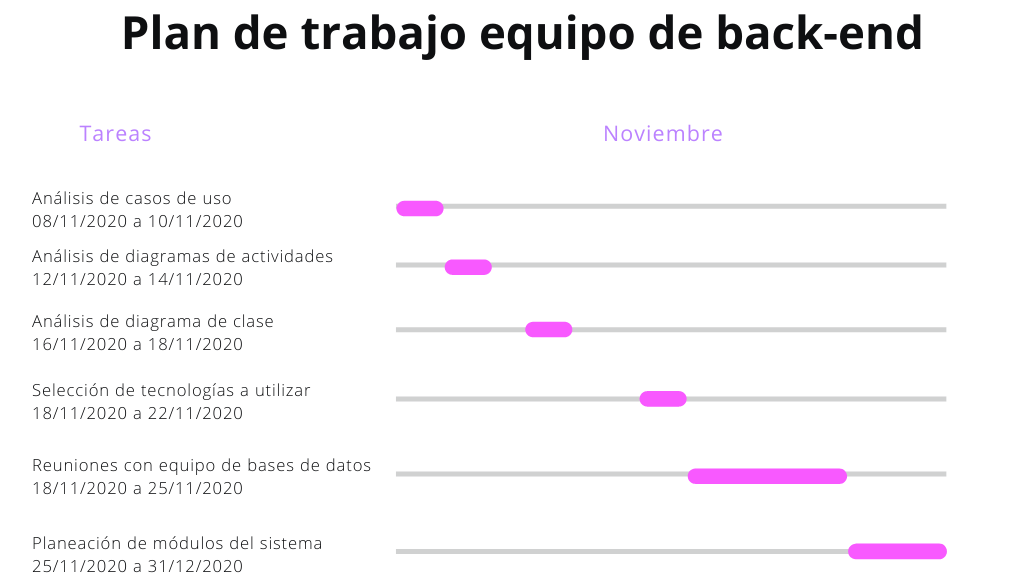 Plan de trabajo equipo de back-end
Tareas
Noviembre
Análisis de casos de uso
08/11/2020 a 10/11/2020
Análisis de diagramas de actividades
12/11/2020 a 14/11/2020
Análisis de diagrama de clase
16/11/2020 a 18/11/2020
Selección de tecnologías a utilizar
18/11/2020 a 22/11/2020
Reuniones con equipo de bases de datos
18/11/2020 a 25/11/2020
Planeación de módulos del sistema
25/11/2020 a 31/12/2020